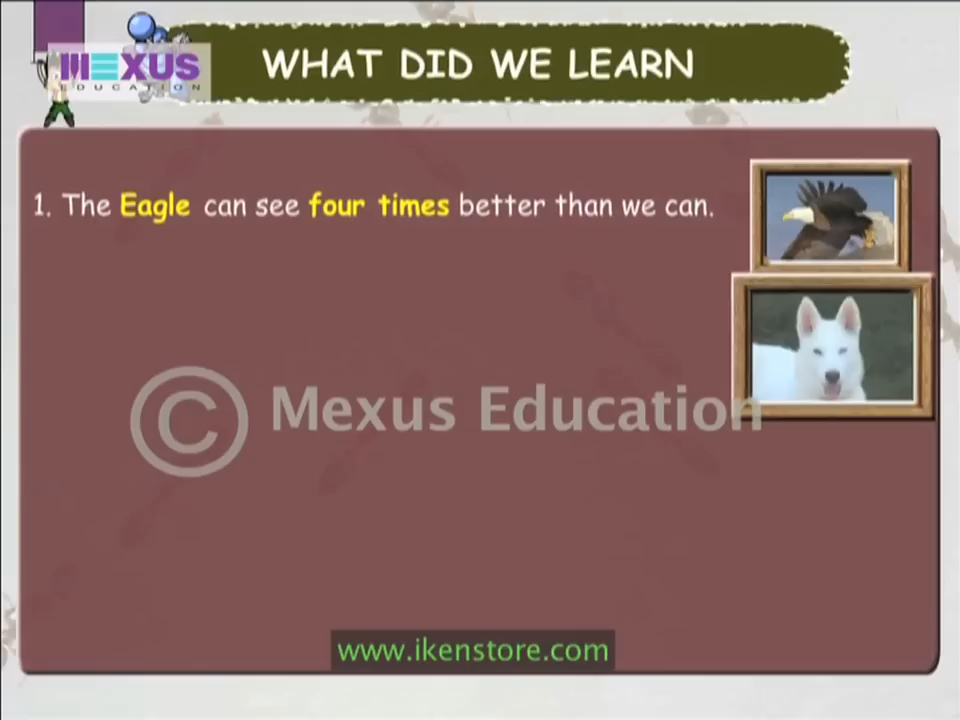 MEXUS
EDUCATION
WHAT DID WE LEARN
1. The Eagle can see four times better than we can.
© Mexus Education
www.ikenstore.com